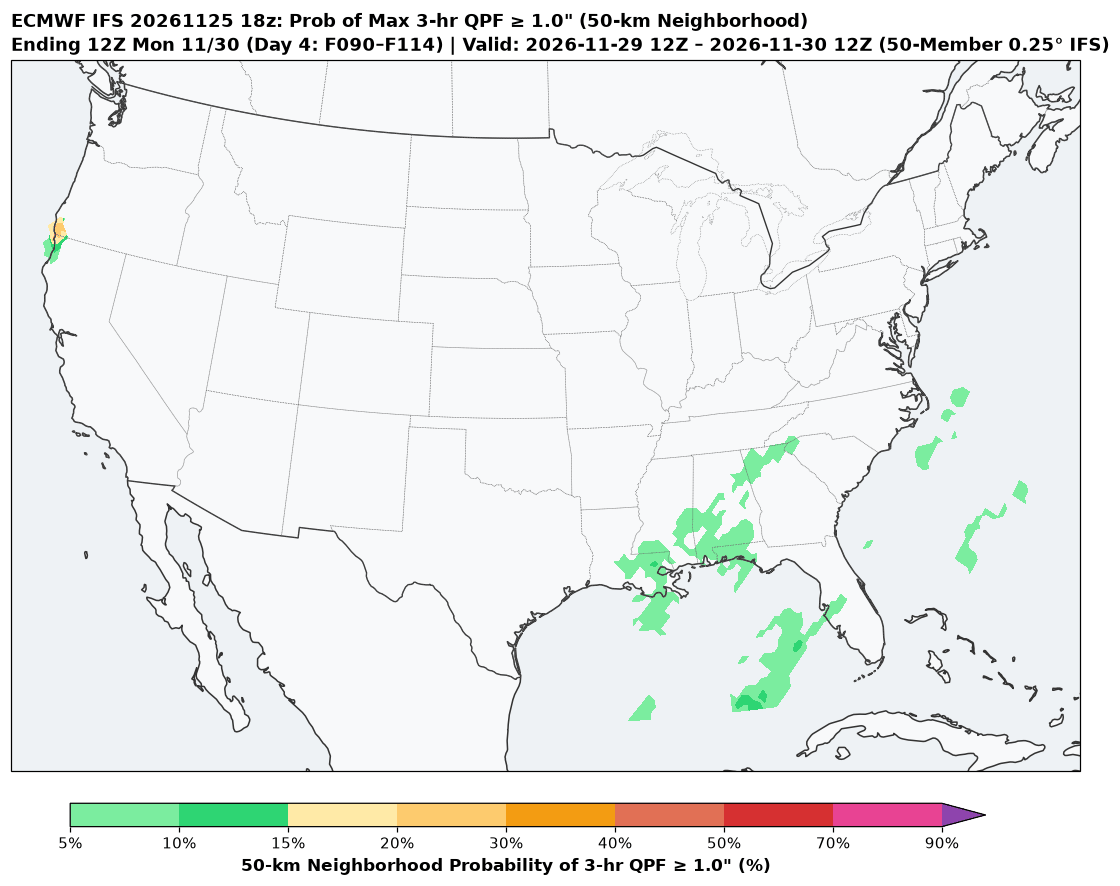 ECMWF IFS 20261125 18z: Prob of Max 3-hr QPF ≥ 1.0" (50-km Neighborhood)
Ending 12Z Mon 11/30 (Day 4: F090–F114) | Valid: 2026-11-29 12Z – 2026-11-30 12Z (50-Member 0.25° IFS)
5% 10% 15% 20% 30% 40% 50% 70% 90%
50-km Neighborhood Probability of 3-hr QPF ≥ 1.0" (%)